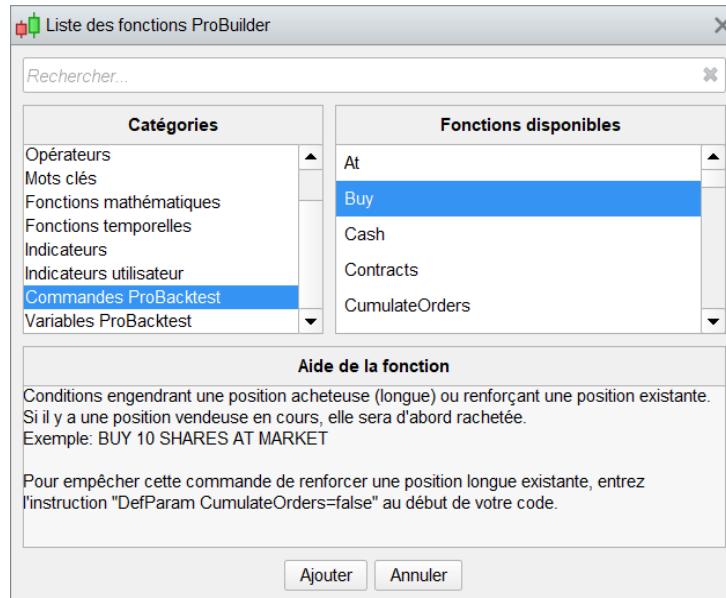 Liste des fonctions ProBuilder
Rechercher...
Catégories
Opérateurs
Mots clés
Fonctions mathématiques
Fonctions temporelles
Indicateurs
Indicateurs utilisateur
Commandes ProBacktest
Variables ProBacktest
Fonctions disponibles
At
Buy
Cash
Contracts
CumulateOrders
Aide de la fonction
Conditions engendrant une position acheteuse (longue) ou renforçant une position existante.
Si il y a une position vendeuse en cours, elle sera d'abord rachetée.
Exemple: BUY 10 SHARES AT MARKET
Pour empêcher cette commande de renforcer une position longue existante, entrez
l'instruction "DefParam CumulateOrders=false" au début de votre code.
Ajouter
Annuler